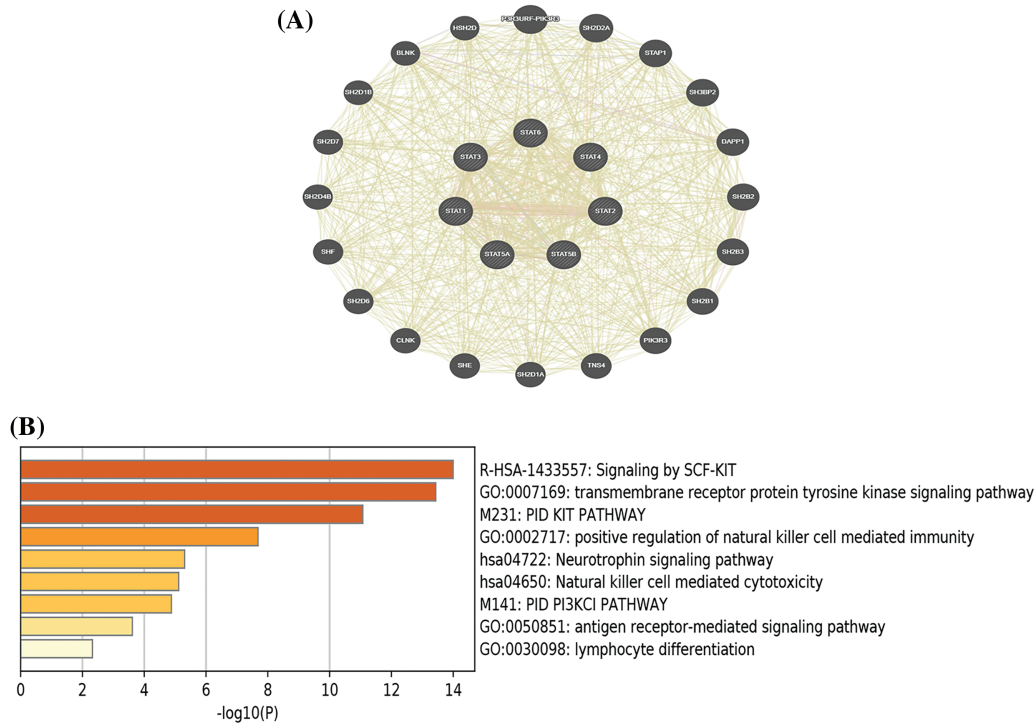 (A)
P3R3URF-PIK3R3
HSH2D
SH2D2A
BLNK
STAP1
SH2D1B
SH3BP2
STAT6
SH2D7
DAPP1
STAT3
STAT4
SH2D4B
SH2B2
STAT1
STAT2
SHF
STAT5A
STAT5B
SH2B3
SH2D6
SH2B1
CLNK
PIK3R3
SHE
SH2D1A
TNS4
(B)
R-HSA-1433557: Signaling by SCF-KIT
GO:0007169: transmembrane receptor protein tyrosine kinase signaling pathway
M231: PID KIT PATHWAY
GO:0002717: positive regulation of natural killer cell mediated immunity
hsa04722: Neurotrophin signaling pathway
hsa04650: Natural killer cell mediated cytotoxicity
M141: PID PI3KCI PATHWAY
GO:0050851: antigen receptor-mediated signaling pathway
GO:0030098: lymphocyte differentiation
0 2 4 6 8 10 12 14
-log10(P)